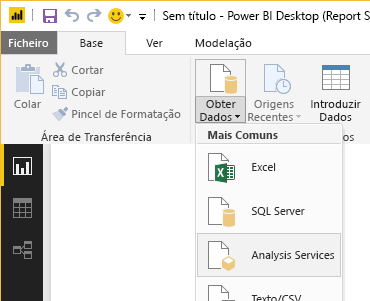 Sem título - Power BI Desktop (Report S
Ficheiro Base Ver Modelação
Cortar
Copiar
Pincel de Formatação
Colar
Obter Dados
Origens Recentes
Introduzir Dados
Área de Transferência
os
Mais Comuns
Excel
SQL Server
Analysis Services
Texto/CSV